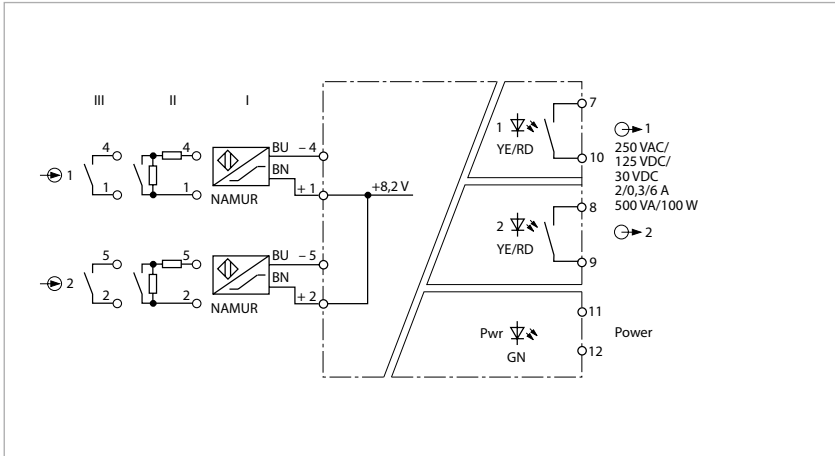 III II I
1
4
1
4
1
BU – 4
BN
+ 1
NAMUR
+8,2 V
2
5
2
5
2
BU – 5
BN
+ 2
NAMUR
1
YE/RD
7
10
1
250 VAC/
125 VDC/
30 VDC
2/0,3/6 A
500 VA/100 W
2
YE/RD
8
9
2
Pwr
GN
11
12
Power